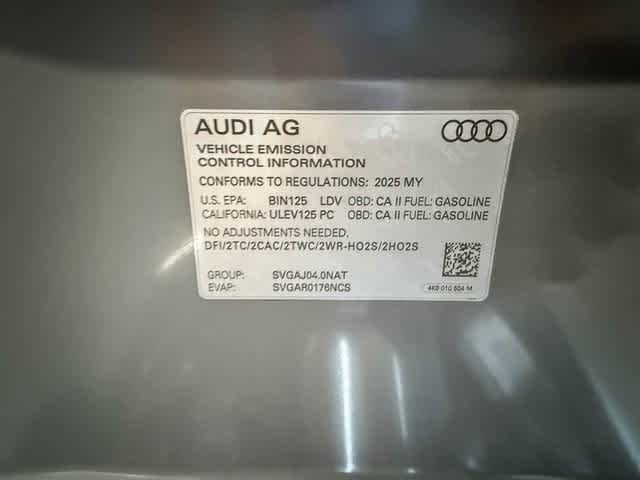 AUDI AG
VEHICLE EMISSION
CONTROL INFORMATION
CONFORMS TO REGULATIONS: 2025 MY
U.S. EPA: BIN125 LDV OBD: CA II FUEL: GASOLINE
CALIFORNIA: ULEV125 PC OBD: CA II FUEL: GASOLINE
NO ADJUSTMENTS NEEDED.
DFI/2TC/2CAC/2TWC/2WR-HO2S/2HO2S
GROUP: SVGAJ04.0NAT
EVAP: SVGAR0176NCS
4K0 010 604 M